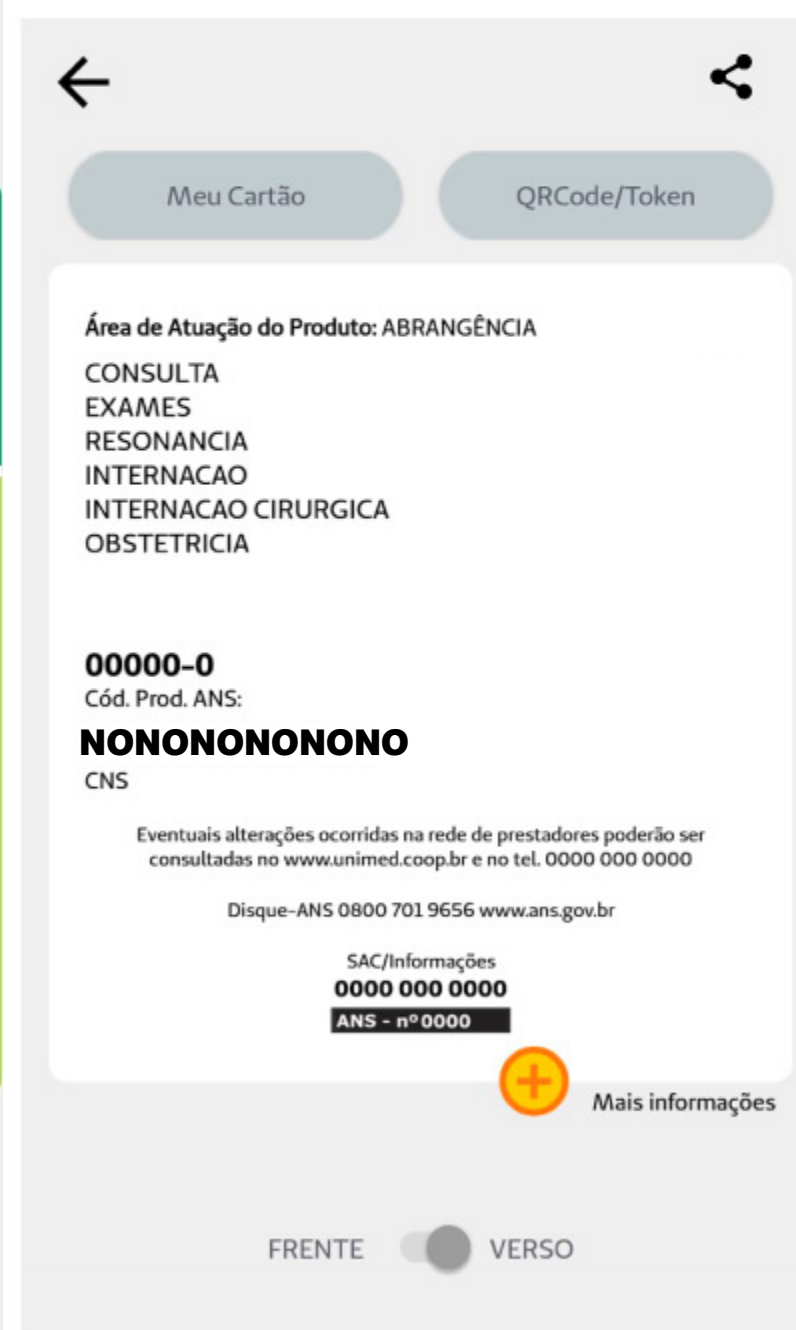 Meu Cartão
QRCode/Token
Área de Atuação do Produto: ABRANGÊNCIA
CONSULTA
EXAMES
RESONANCIA
INTERNACAO
INTERNACAO CIRURGICA
OBSTETRICIA
00000-0
Cód. Prod. ANS:
NONONONONONO
CNS
Eventuais alterações ocorridas na rede de prestadores poderão ser
consultadas no www.unimed.coop.br e no tel. 0000 000 0000
Disque-ANS 0800 701 9656 www.ans.gov.br
SAC/Informações
0000 000 0000
ANS - nº 0000
Mais informações
FRENTE
VERSO